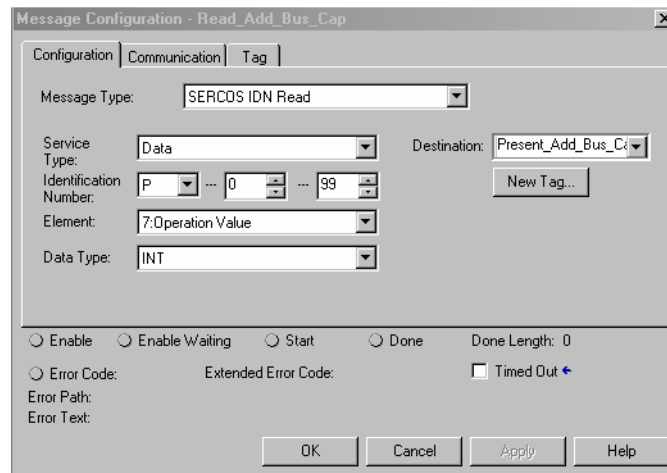 Message Configuration - Read_Add_Bus_Cap
Configuration Communication Tag
Message Type: SERCOS IDN Read
Service Type: Data Destination: Present_Add_Bus_Ca
Identification Number: P --- 0 --- 99 New Tag...
Element: 7:Operation Value
Data Type: INT
Enable Enable Waiting Start Done Done Length: 0
Error Code: Extended Error Code: Timed Out
Error Path:
Error Text:
OK Cancel Apply Help